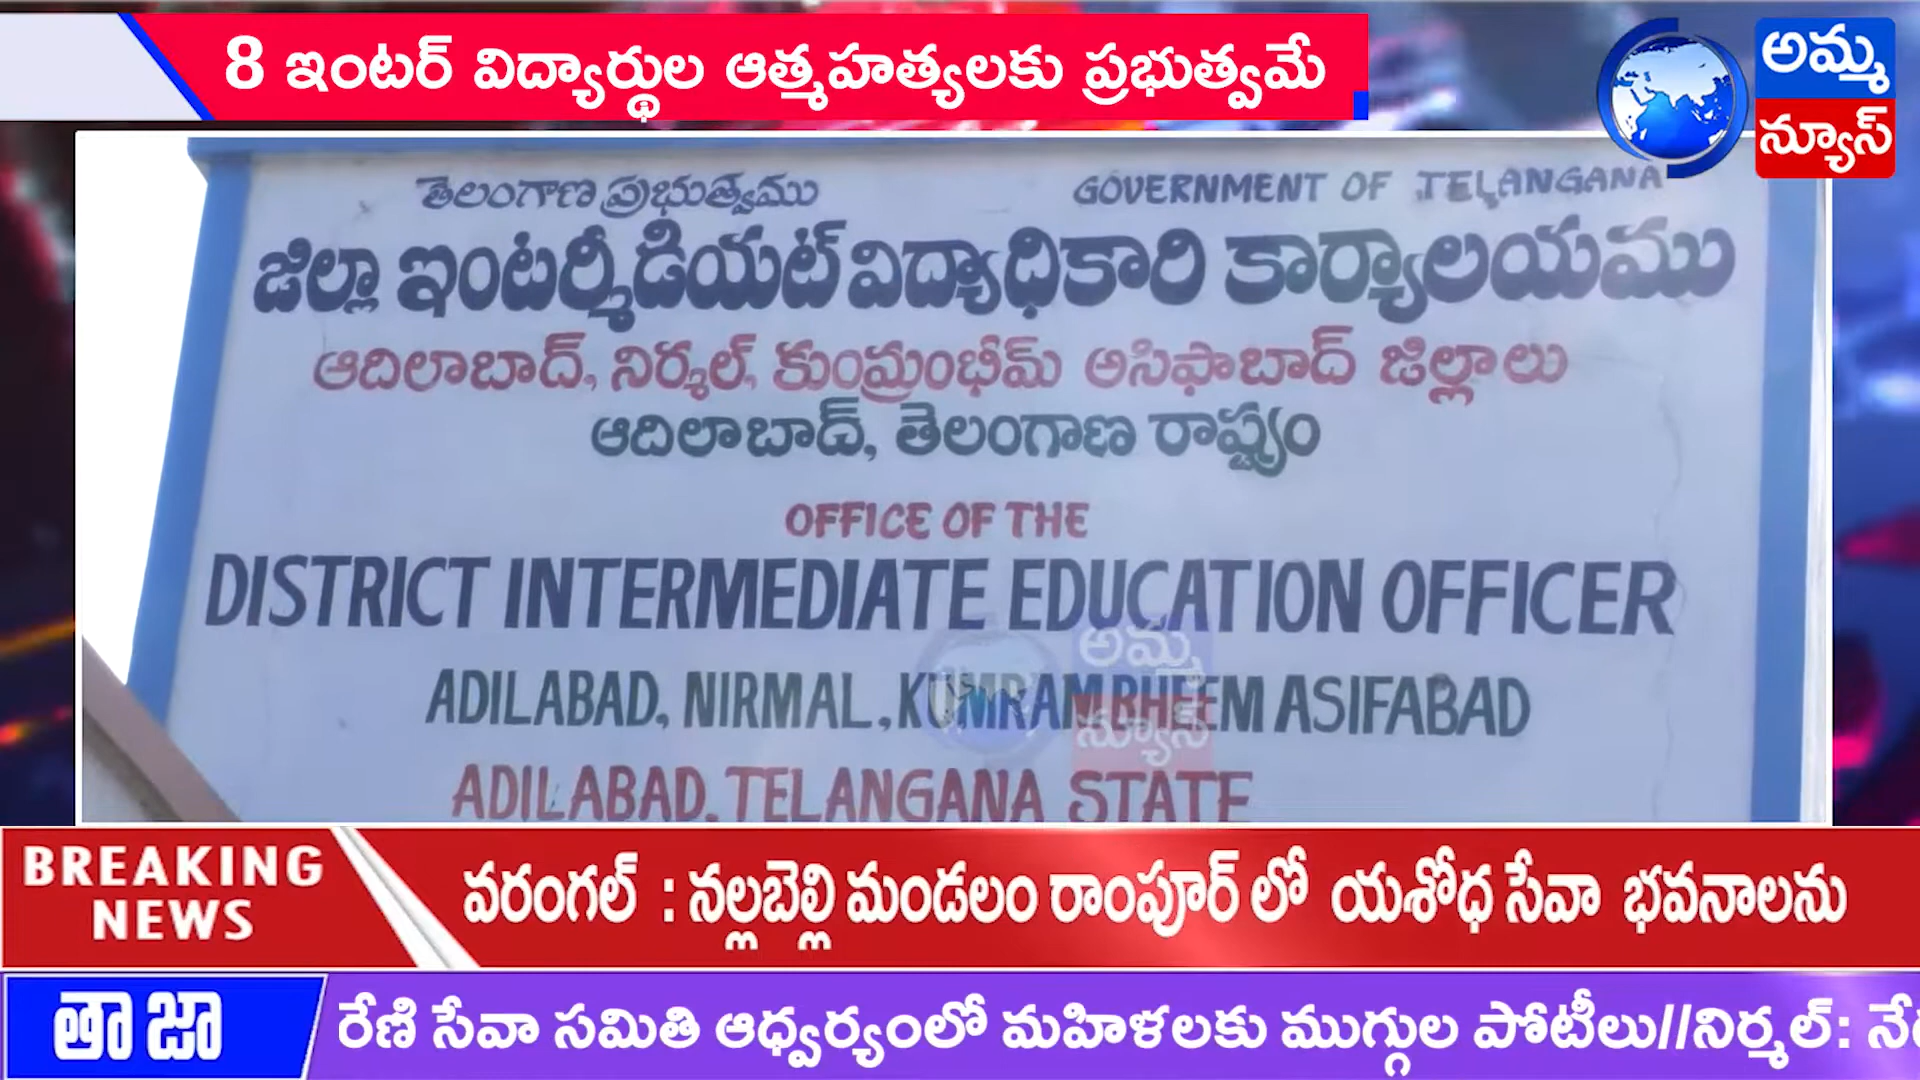 8 ఇంటర్ విద్యార్థుల ఆత్మహత్యలకు ప్రభుత్వమే
అమ్మ
న్యూస్
తెలంగాణ ప్రభుత్వము
GOVERNMENT OF TELANGANA
జిల్లా ఇంటర్మీడియట్ విద్యాధికారి కార్యాలయము
ఆదిలాబాద్, నిర్మల్, కుంమ్రంభీమ్ అసిఫాబాద్ జిల్లాలు
ఆదిలాబాద్, తెలంగాణ రాష్ట్రం
OFFICE OF THE
DISTRICT INTERMEDIATE EDUCATION OFFICER
అమ్మ
ADILABAD, NIRMAL, KUMRAM BHEEM ASIFABAD
న్యూస్
ADILABAD, TELANGANA STATE
BREAKING
NEWS
వరంగల్ : నల్లబెల్లి మండలం రాంపూర్ లో యశోధ సేవా భవనాలను
తాజా
రేణి సేవా సమితి ఆధ్వర్యంలో మహిళలకు ముగ్గుల పోటీలు//నిర్మల్: